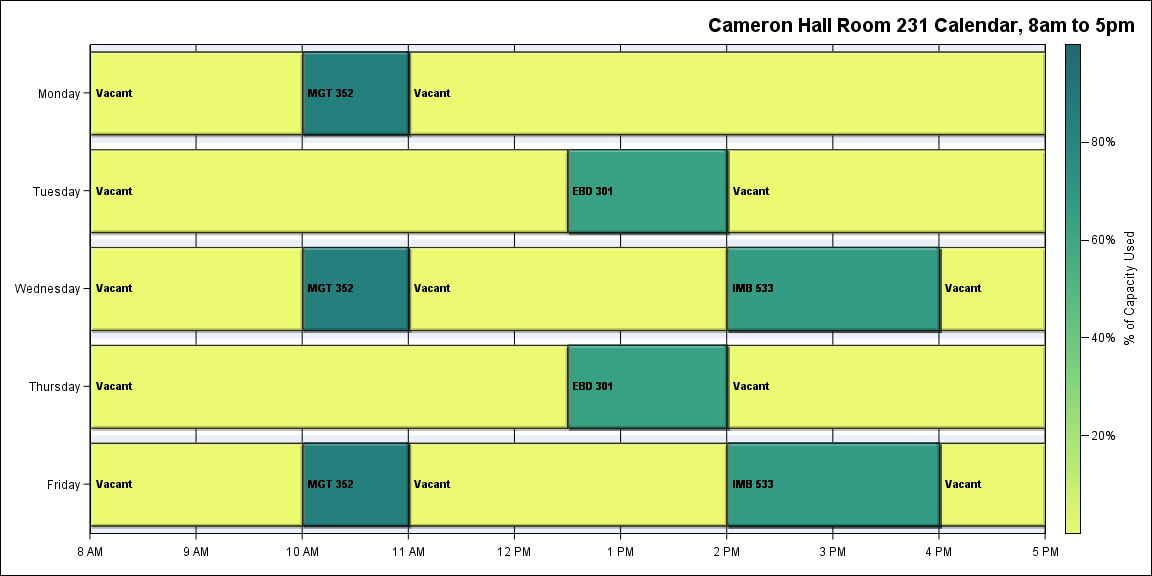 Cameron Hall Room 231 Calendar, 8am to 5pm
Monday
Vacant
MGT 352
Vacant
Tuesday
Vacant
EBD 301
Vacant
Wednesday
Vacant
MGT 352
Vacant
IMB 533
Vacant
Thursday
Vacant
EBD 301
Vacant
Friday
Vacant
MGT 352
Vacant
IMB 533
Vacant
8 AM
9 AM
10 AM
11 AM
12 PM
1 PM
2 PM
3 PM
4 PM
5 PM
80%
60%
40%
20%
% of Capacity Used